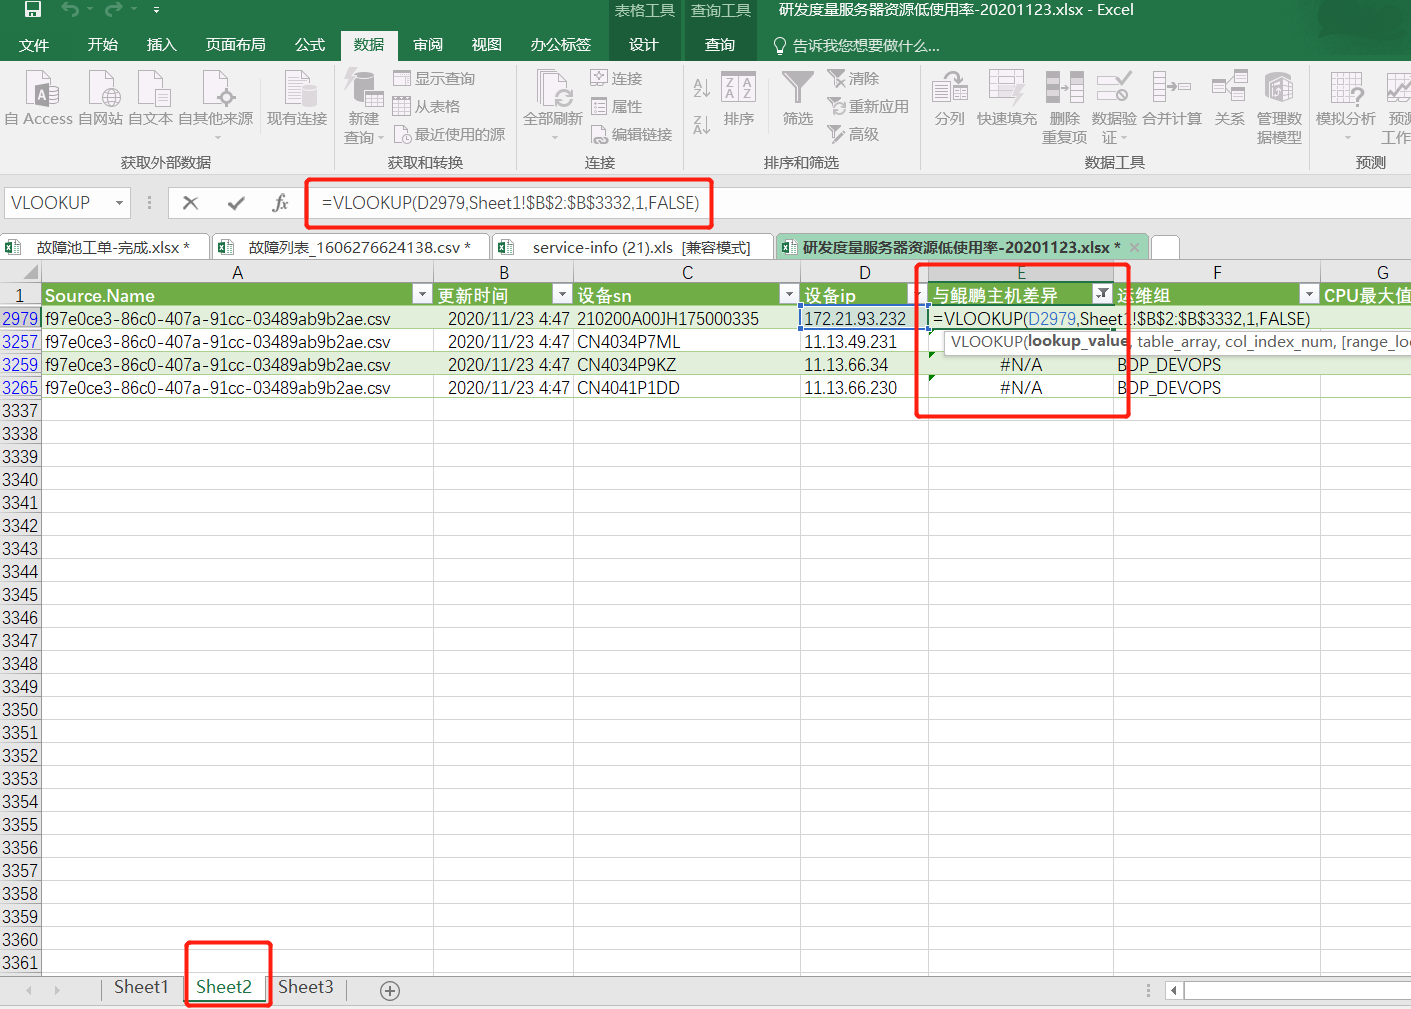 表格工具 查询工具 研发度量服务器资源低使用率-20201123.xlsx - Excel
文件 开始 插入 页面布局 公式 数据 审阅 视图 办公标签 设计 查询 告诉我您想要做什么...
自 Access 自网站 自文本 自其他来源 现有连接 新建查询 显示查询 从表格 最近使用的源 全部刷新 连接 属性 编辑链接 排序 筛选 清除 重新应用 高级 分列 快速填充 删除重复项 数据验证 合并计算 关系 管理数据模型 模拟分析
获取外部数据 获取和转换 连接 排序和筛选 数据工具 预测
VLOOKUP fx =VLOOKUP(D2979,Sheet1!$B$2:$B$3332,1,FALSE)
故障池工单-完成.xlsx * 故障列表_1606276624138.csv * service-info (21).xls [兼容模式] 研发度量服务器资源低使用率-20201123.xlsx *
A B C D E F G
1 Source.Name 更新时间 设备sn 设备ip 与鲲鹏主机差异 运维组 CPU最大值
2979 f97e0ce3-86c0-407a-91cc-03489ab9b2ae.csv 2020/11/23 4:47 210200A00JH175000335 172.21.93.232 =VLOOKUP(D2979,Sheet1!$B$2:$B$3332,1,FALSE)
3257 f97e0ce3-86c0-407a-91cc-03489ab9b2ae.csv 2020/11/23 4:47 CN4034P7ML 11.13.49.231 VLOOKUP(lookup_value, table_array, col_index_num, [range_loo
3259 f97e0ce3-86c0-407a-91cc-03489ab9b2ae.csv 2020/11/23 4:47 CN4034P9KZ 11.13.66.34 #N/A BDP_DEVOPS
3265 f97e0ce3-86c0-407a-91cc-03489ab9b2ae.csv 2020/11/23 4:47 CN4041P1DD 11.13.66.230 #N/A BDP_DEVOPS
3337
3338
3339
3340
3341
3342
3343
3344
3345
3346
3347
3348
3349
3350
3351
3352
3353
3354
3355
3356
3357
3358
3359
3360
3361
Sheet1 Sheet2 Sheet3